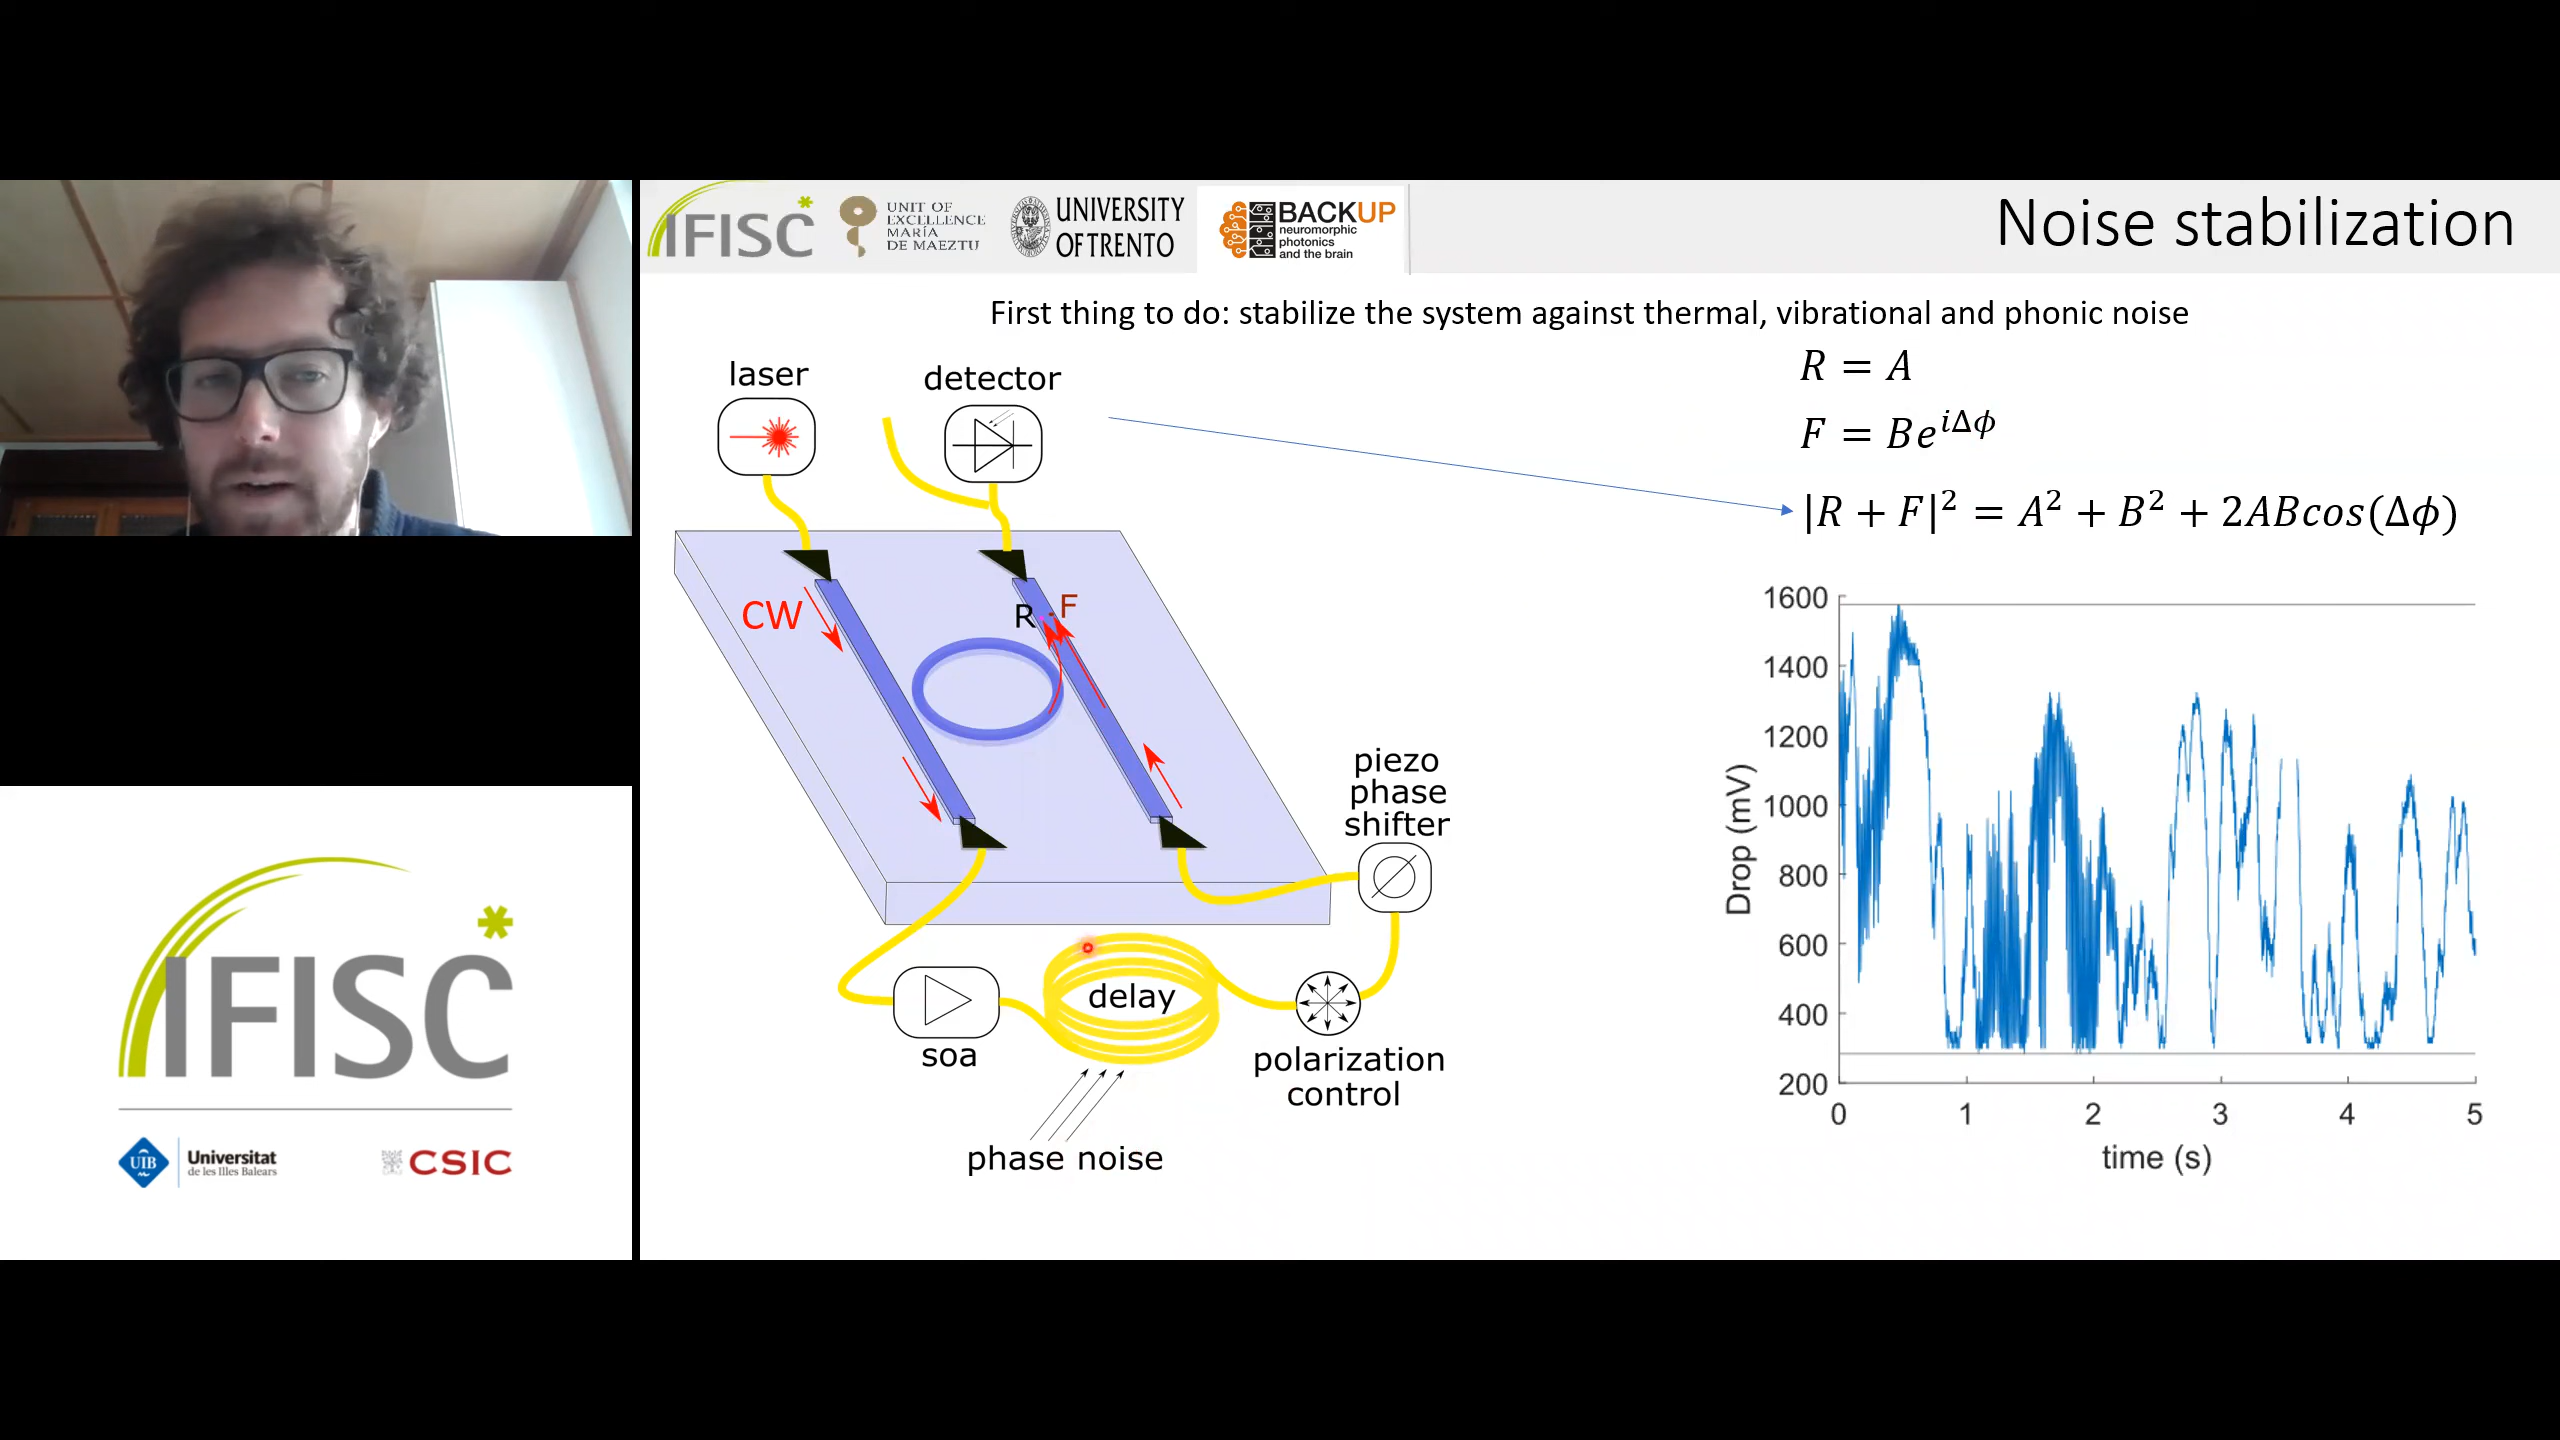 IFISC
UNIT OF
EXCELLENCE
MARÍA
DE MAEZTU
UNIVERSITY
OF TRENTO
BACKUP
neuromorphic
photonics
and the brain
Noise stabilization
First thing to do: stabilize the system against thermal, vibrational and phonic noise
R = A
F = Be^{iΔϕ}
|R + F|² = A² + B² + 2ABcos(Δϕ)
laser
detector
CW
R
F
piezo
phase
shifter
soa
delay
polarization
control
phase noise
Drop (mV)
1600
1400
1200
1000
800
600
400
200
0 1 2 3 4 5
time (s)
IFISC
UIB
Universitat
de les Illes Balears
CSIC